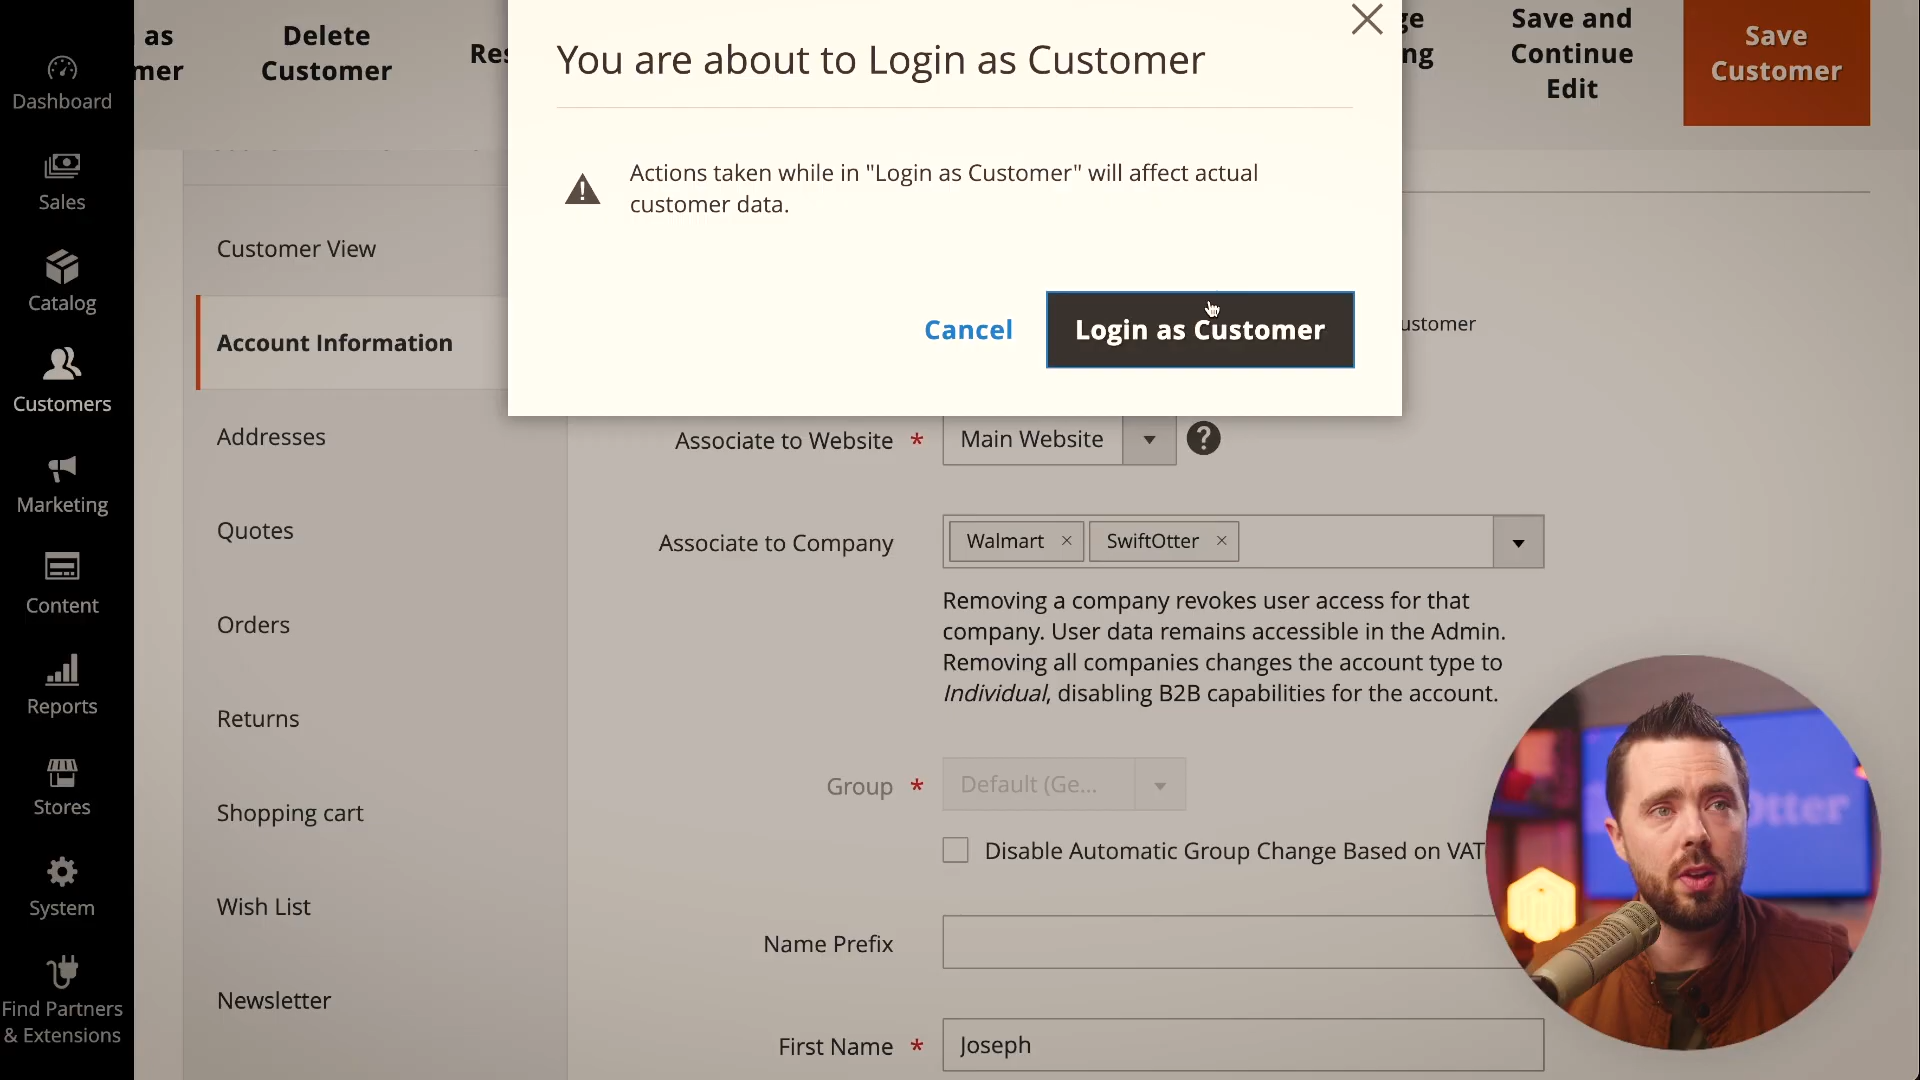 Dashboard
Sales
Catalog
Customers
Marketing
Content
Reports
Stores
System
Find Partners
& Extensions
as
mer
Delete
Customer
Res
ge
ng
Save and
Continue
Edit
Save
Customer
You are about to Login as Customer
Actions taken while in "Login as Customer" will affect actual
customer data.
Cancel
Login as Customer
ustomer
Customer View
Account Information
Addresses
Quotes
Orders
Returns
Shopping cart
Wish List
Newsletter
Associate to Website * Main Website
Associate to Company Walmart × SwiftOtter ×
Removing a company revokes user access for that
company. User data remains accessible in the Admin.
Removing all companies changes the account type to
Individual, disabling B2B capabilities for the account.
Group * Default (Ge...
Disable Automatic Group Change Based on VAT
Name Prefix
First Name * Joseph
Otter